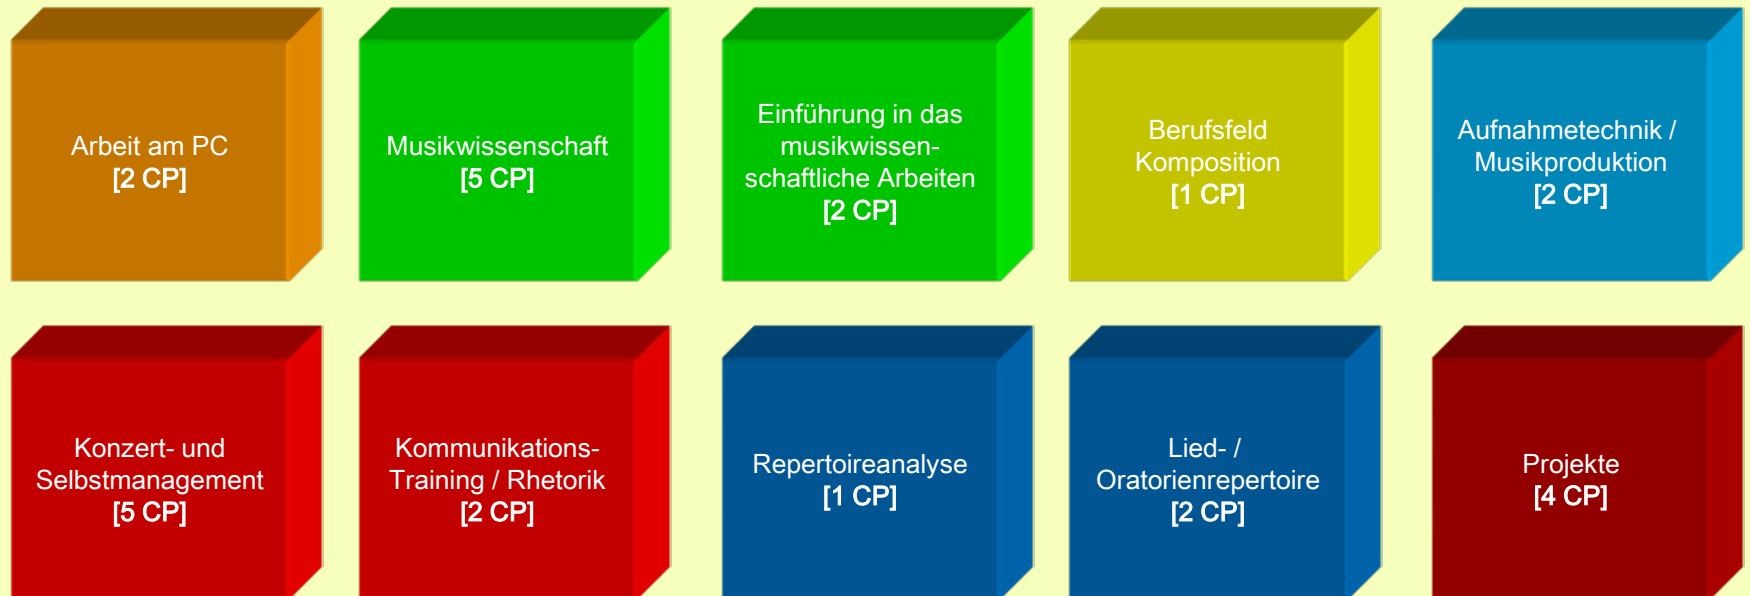 Arbeit am PC
[2 CP]
Musikwissenschaft
[5 CP]
Einführung in das
musikwissen-
schaftliche Arbeiten
[2 CP]
Berufsfeld
Komposition
[1 CP]
Aufnahmetechnik /
Musikproduktion
[2 CP]
Konzert- und
Selbstmanagement
[5 CP]
Kommunikations-
Training / Rhetorik
[2 CP]
Repertoireanalyse
[1 CP]
Lied- /
Oratorienrepertoire
[2 CP]
Projekte
[4 CP]